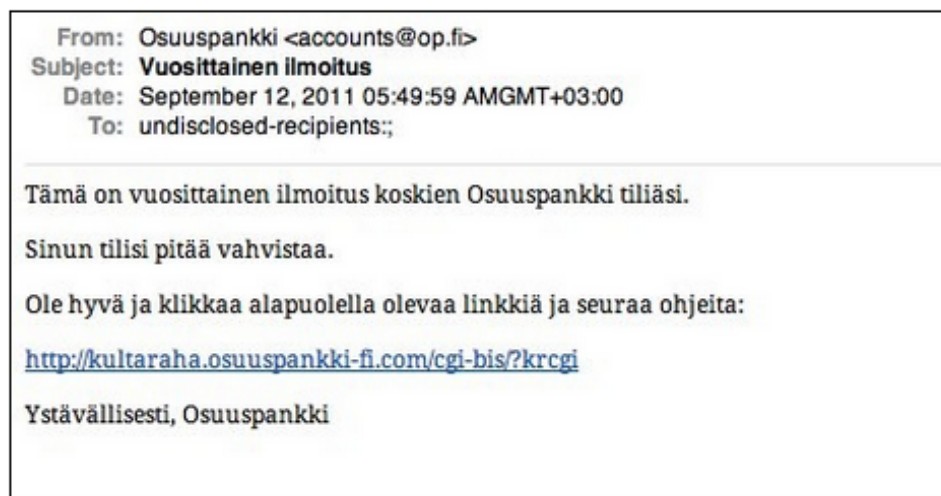 From: Osuuspankki <accounts@op.fi>
Subject: Vuosittainen ilmoitus
Date: September 12, 2011 05:49:59 AMGMT+03:00
To: undisclosed-recipients:;
Tämä on vuosittainen ilmoitus koskien Osuuspankki tiliäsi.
Sinun tilisi pitää vahvistaa.
Ole hyvä ja klikkaa alapuolella olevaa linkkiä ja seuraa ohjeita:
http://kultaraha.osuuspankki-fi.com/cgi-bis/?krcgi
Ystävällisesti, Osuuspankki